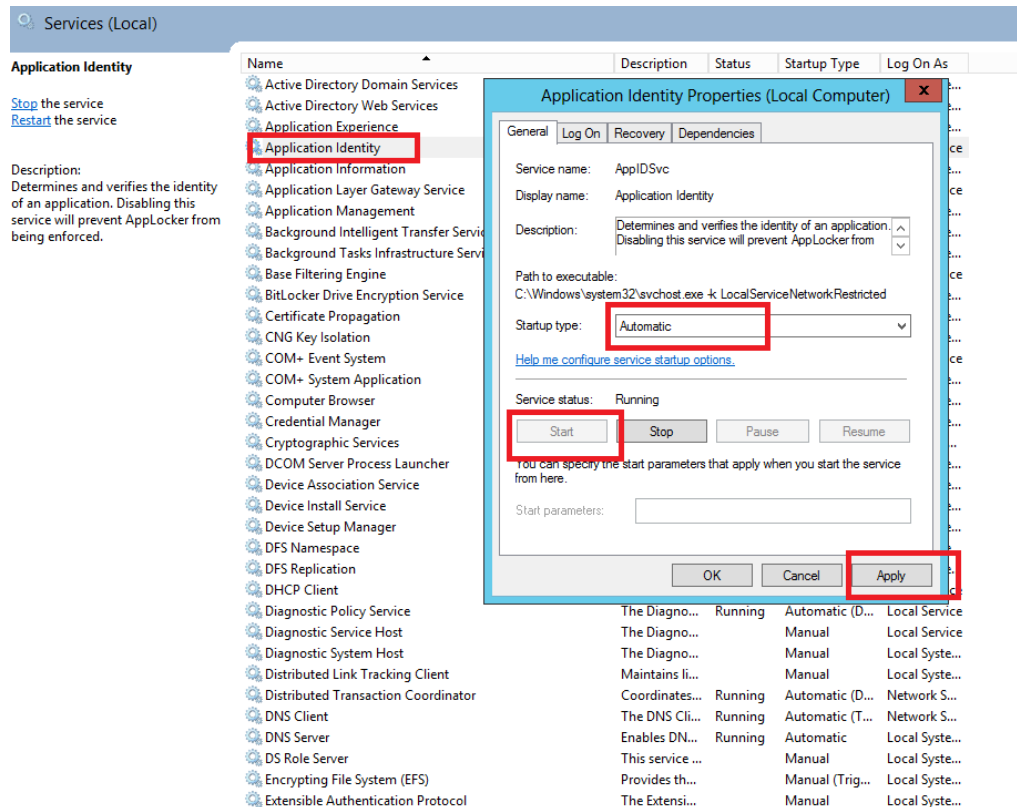 Services (Local)
Application Identity
Stop the service
Restart the service
Description:
Determines and verifies the identity
of an application. Disabling this
service will prevent AppLocker from
being enforced.
Name Description Status Startup Type Log On As
Active Directory Domain Services
Active Directory Web Services
Application Experience
Application Identity
Application Information
Application Layer Gateway Service
Application Management
Background Intelligent Transfer Servic
Background Tasks Infrastructure Servi
Base Filtering Engine
BitLocker Drive Encryption Service
Certificate Propagation
CNG Key Isolation
COM+ Event System
COM+ System Application
Computer Browser
Credential Manager
Cryptographic Services
DCOM Server Process Launcher
Device Association Service
Device Install Service
Device Setup Manager
DFS Namespace
DFS Replication
DHCP Client
Diagnostic Policy Service The Diagno... Running Automatic (D... Local Service
Diagnostic Service Host The Diagno... Manual Local Service
Diagnostic System Host The Diagno... Manual Local Syste...
Distributed Link Tracking Client Maintains li... Manual Local Syste...
Distributed Transaction Coordinator Coordinates... Running Automatic (D... Network S...
DNS Client The DNS Cli... Running Automatic (T... Network S...
DNS Server Enables DN... Running Automatic Local Syste...
DS Role Server This service ... Manual Local Syste...
Encrypting File System (EFS) Provides th... Manual (Trig... Local Syste...
Extensible Authentication Protocol The Extensi... Manual Local Syste...
Application Identity Properties (Local Computer) x
General Log On Recovery Dependencies
Service name: AppIDSvc
Display name: Application Identity
Description: Determines and verifies the identity of an application.
Disabling this service will prevent AppLocker from
Path to executable:
C:\Windows\system32\svchost.exe -k LocalServiceNetworkRestricted
Startup type: Automatic
Help me configure service startup options.
Service status: Running
Start Stop Pause Resume
You can specify the start parameters that apply when you start the service
from here.
Start parameters:
OK Cancel Apply